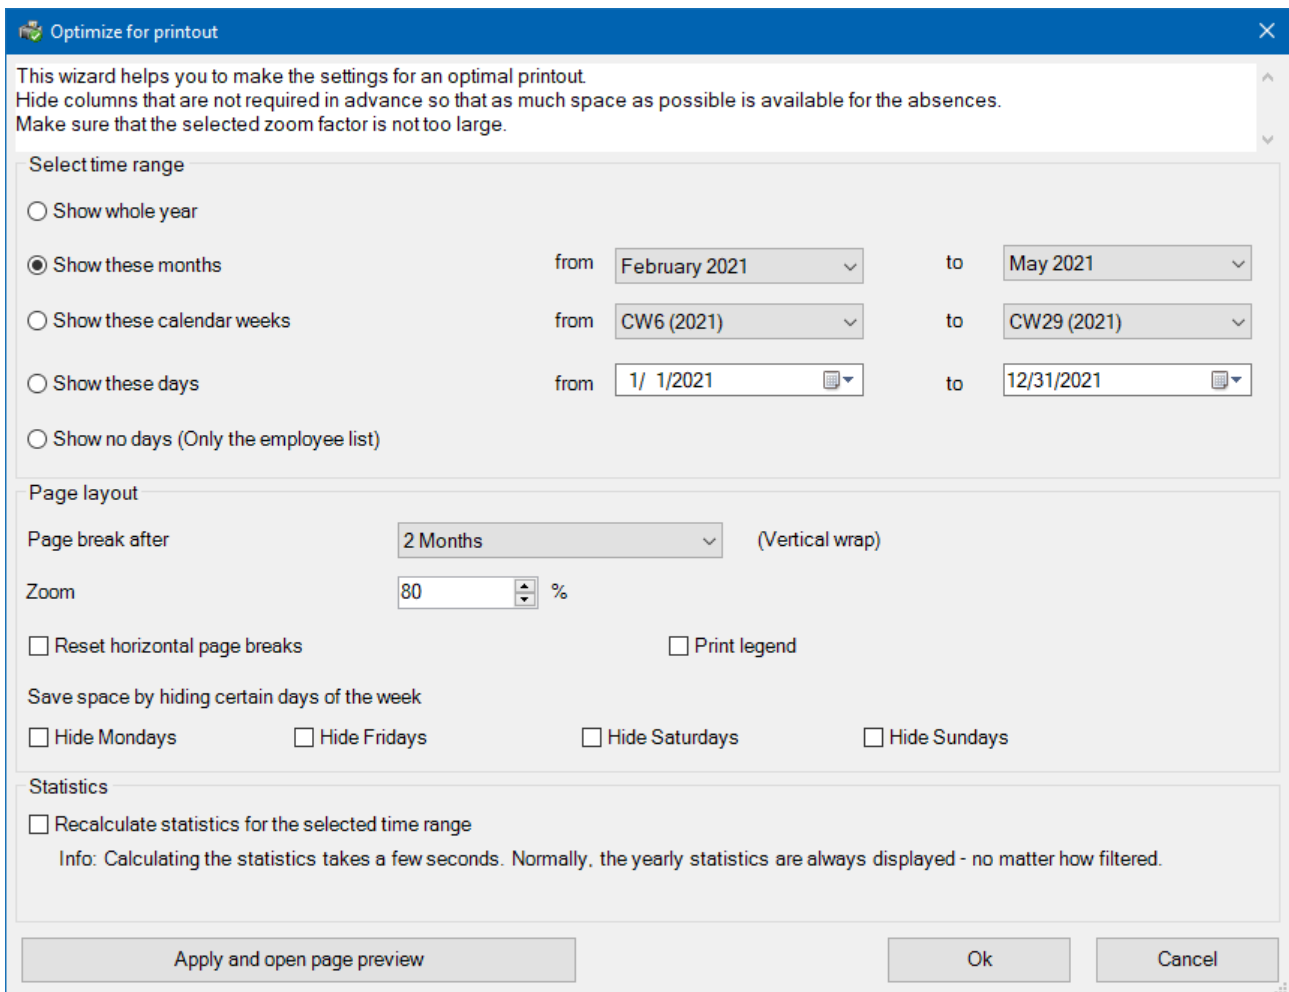 Optimize for printout
This wizard helps you to make the settings for an optimal printout.
Hide columns that are not required in advance so that as much space as possible is available for the absences.
Make sure that the selected zoom factor is not too large.
Select time range
Show whole year
Show these months from February 2021 to May 2021
Show these calendar weeks from CW6 (2021) to CW29 (2021)
Show these days from 1/ 1/2021 to 12/31/2021
Show no days (Only the employee list)
Page layout
Page break after 2 Months (Vertical wrap)
Zoom 80 %
Reset horizontal page breaks Print legend
Save space by hiding certain days of the week
Hide Mondays Hide Fridays Hide Saturdays Hide Sundays
Statistics
Recalculate statistics for the selected time range
Info: Calculating the statistics takes a few seconds. Normally, the yearly statistics are always displayed - no matter how filtered.
Apply and open page preview Ok Cancel